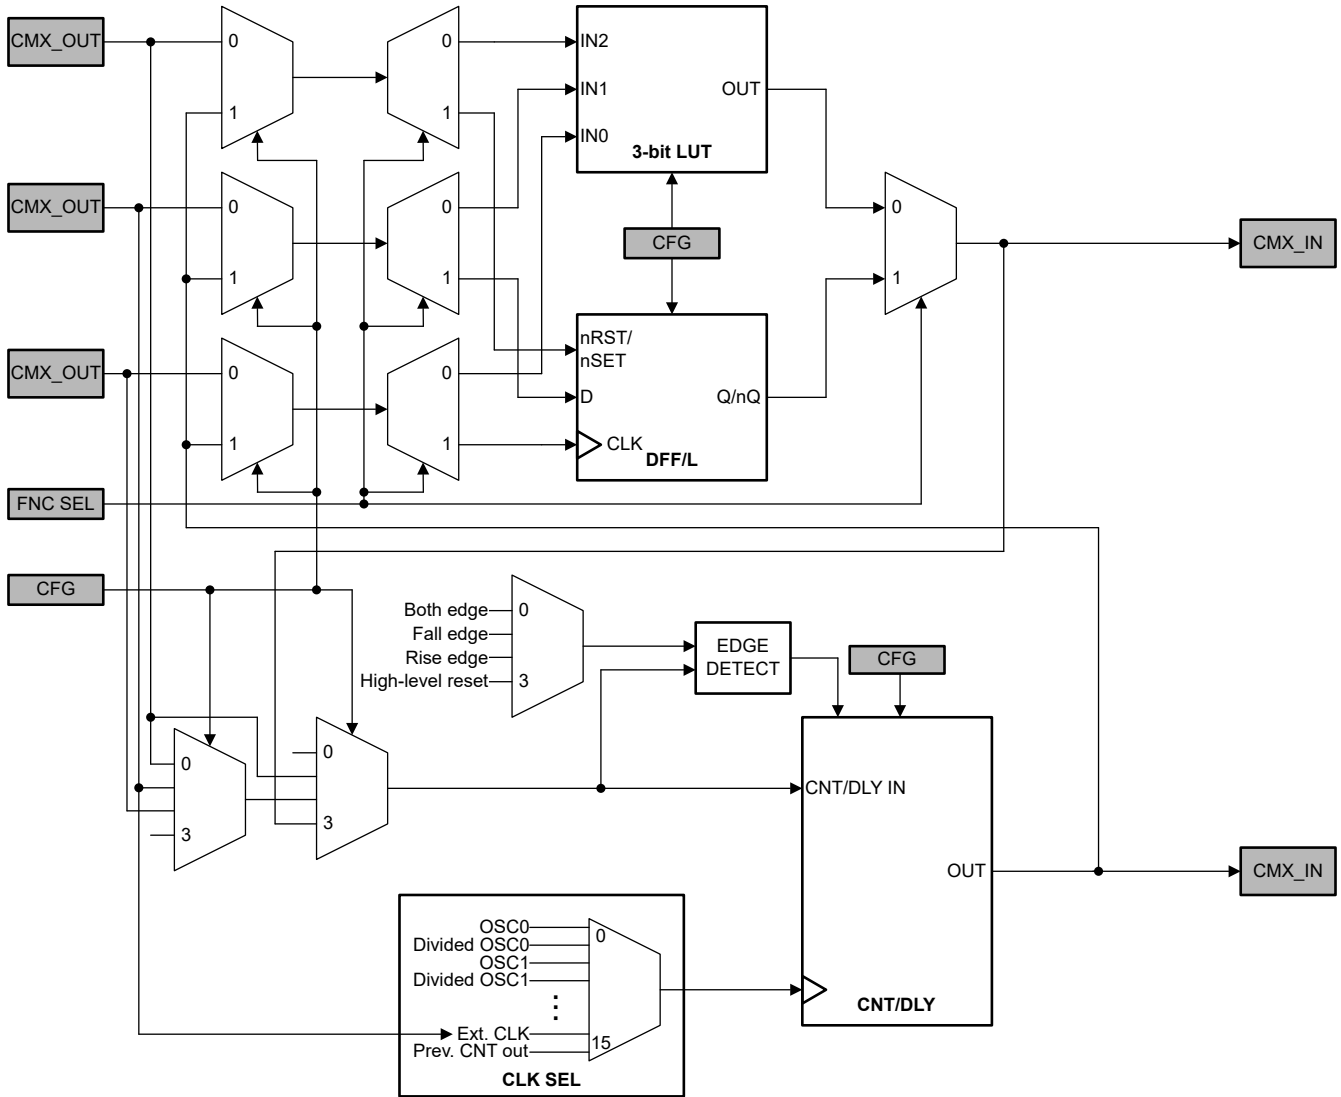 CMX_OUT
0
1
0
1
IN2
IN1
IN0
OUT
3-bit LUT
CMX_OUT
0
1
0
1
CFG
0
1
CMX_IN
CMX_OUT
0
1
0
1
nRST/
nSET
D
CLK
Q/nQ
DFF/L
FNC SEL
CFG
Both edge
Fall edge
Rise edge
High-level reset
0
3
EDGE
DETECT
CFG
0
3
0
3
CNT/DLY IN
OUT
CNT/DLY
CMX_IN
OSC0
Divided OSC0
OSC1
Divided OSC1
Ext. CLK
Prev. CNT out
0
15
CLK SEL